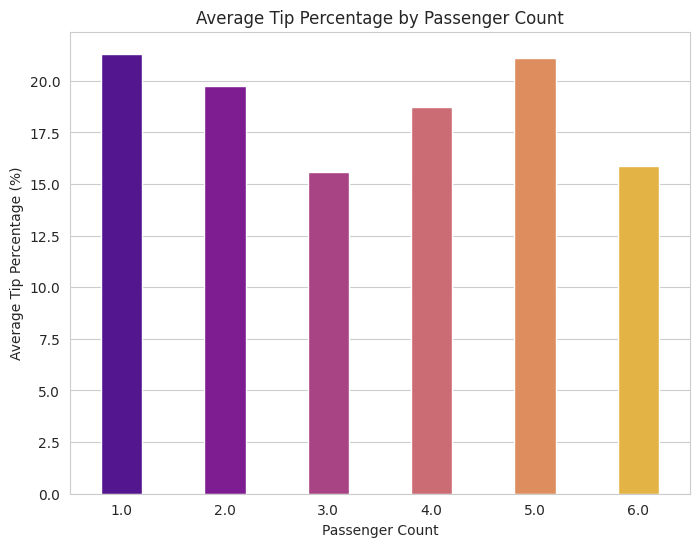 Average Tip Percentage by Passenger Count
Average Tip Percentage (%)
20.0
17.5
15.0
12.5
10.0
7.5
5.0
2.5
0.0
1.0 2.0 3.0 4.0 5.0 6.0
Passenger Count